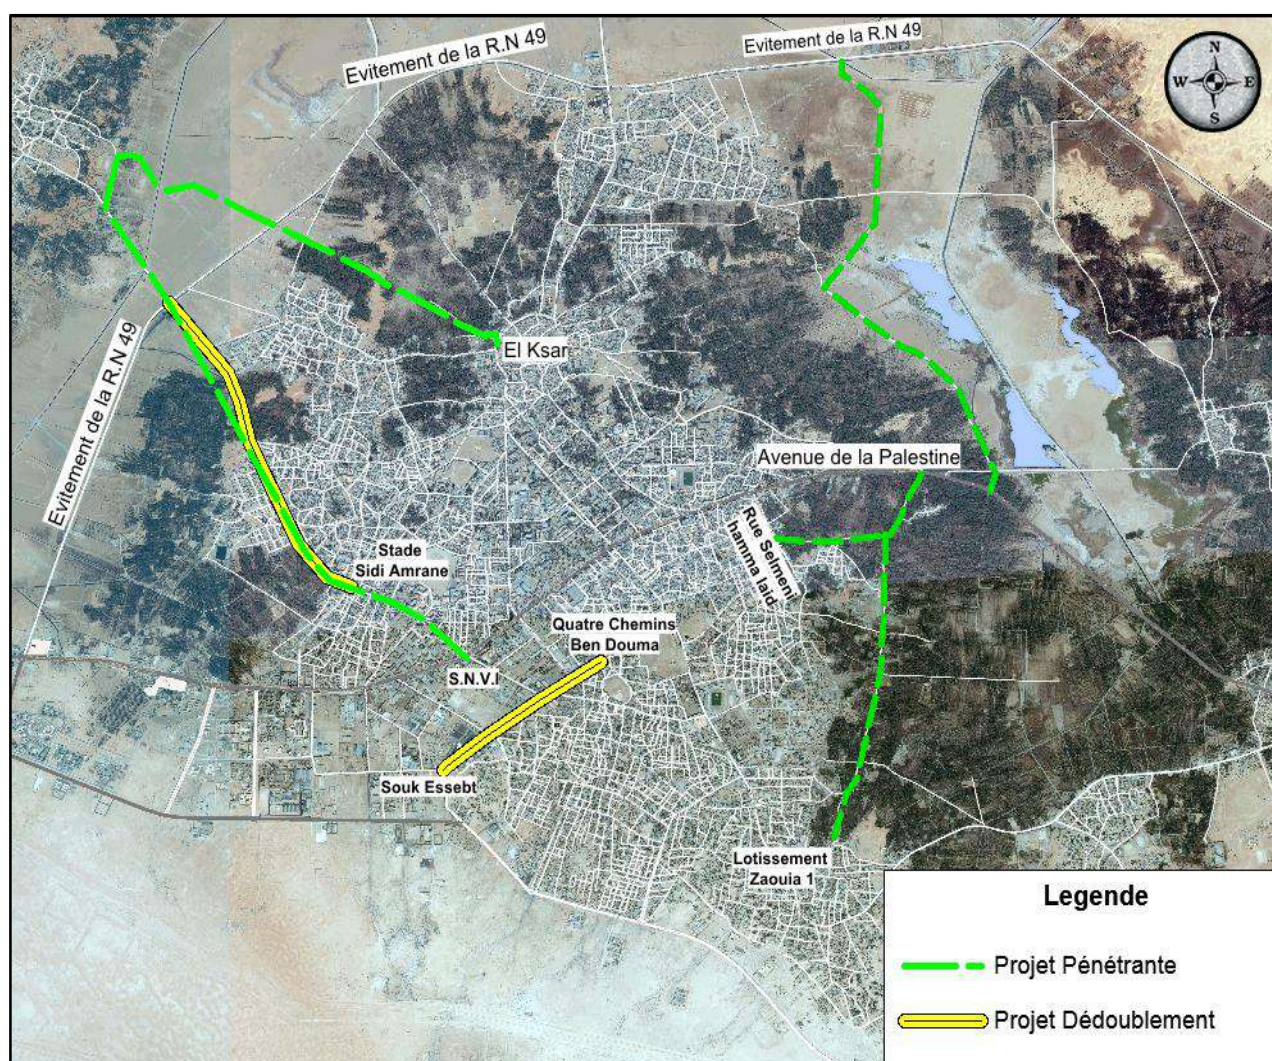 Evitement de la R.N 49
Evitement de la R.N 49
N
W E
S
El Ksar
Evitement de la R.N 49
Avenue de la Palestine
Rue Selmeni
hamma laid
Stade
Sidi Amrane
Quatre Chemins
Ben Douma
S.N.V.I
Souk Essebt
Lotissement
Zaouia 1
Legende
Projet Pénétrante
Projet Dédoublement